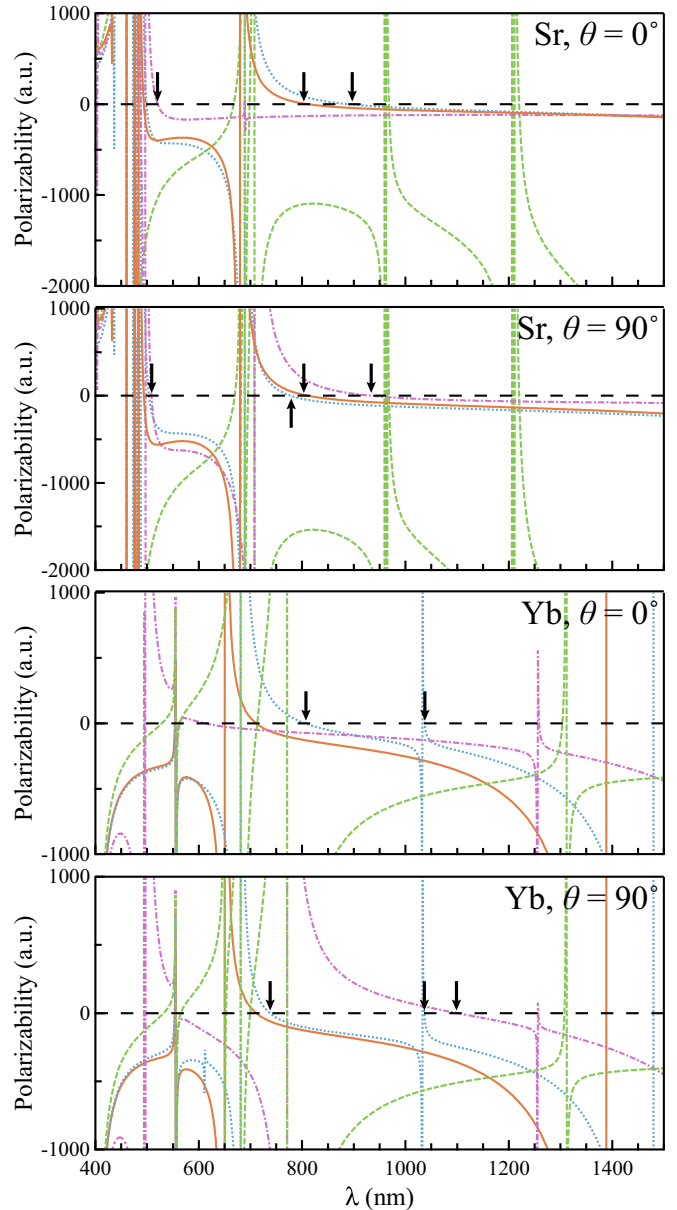 1000
Sr, θ = 0°
0
-1000
-2000
Polarizability (a.u.)
1000
Sr, θ = 90°
0
-1000
-2000
Polarizability (a.u.)
1000
Yb, θ = 0°
0
-1000
Polarizability (a.u.)
1000
Yb, θ = 90°
0
-1000
Polarizability (a.u.)
400 600 800 1000 1200 1400
λ (nm)